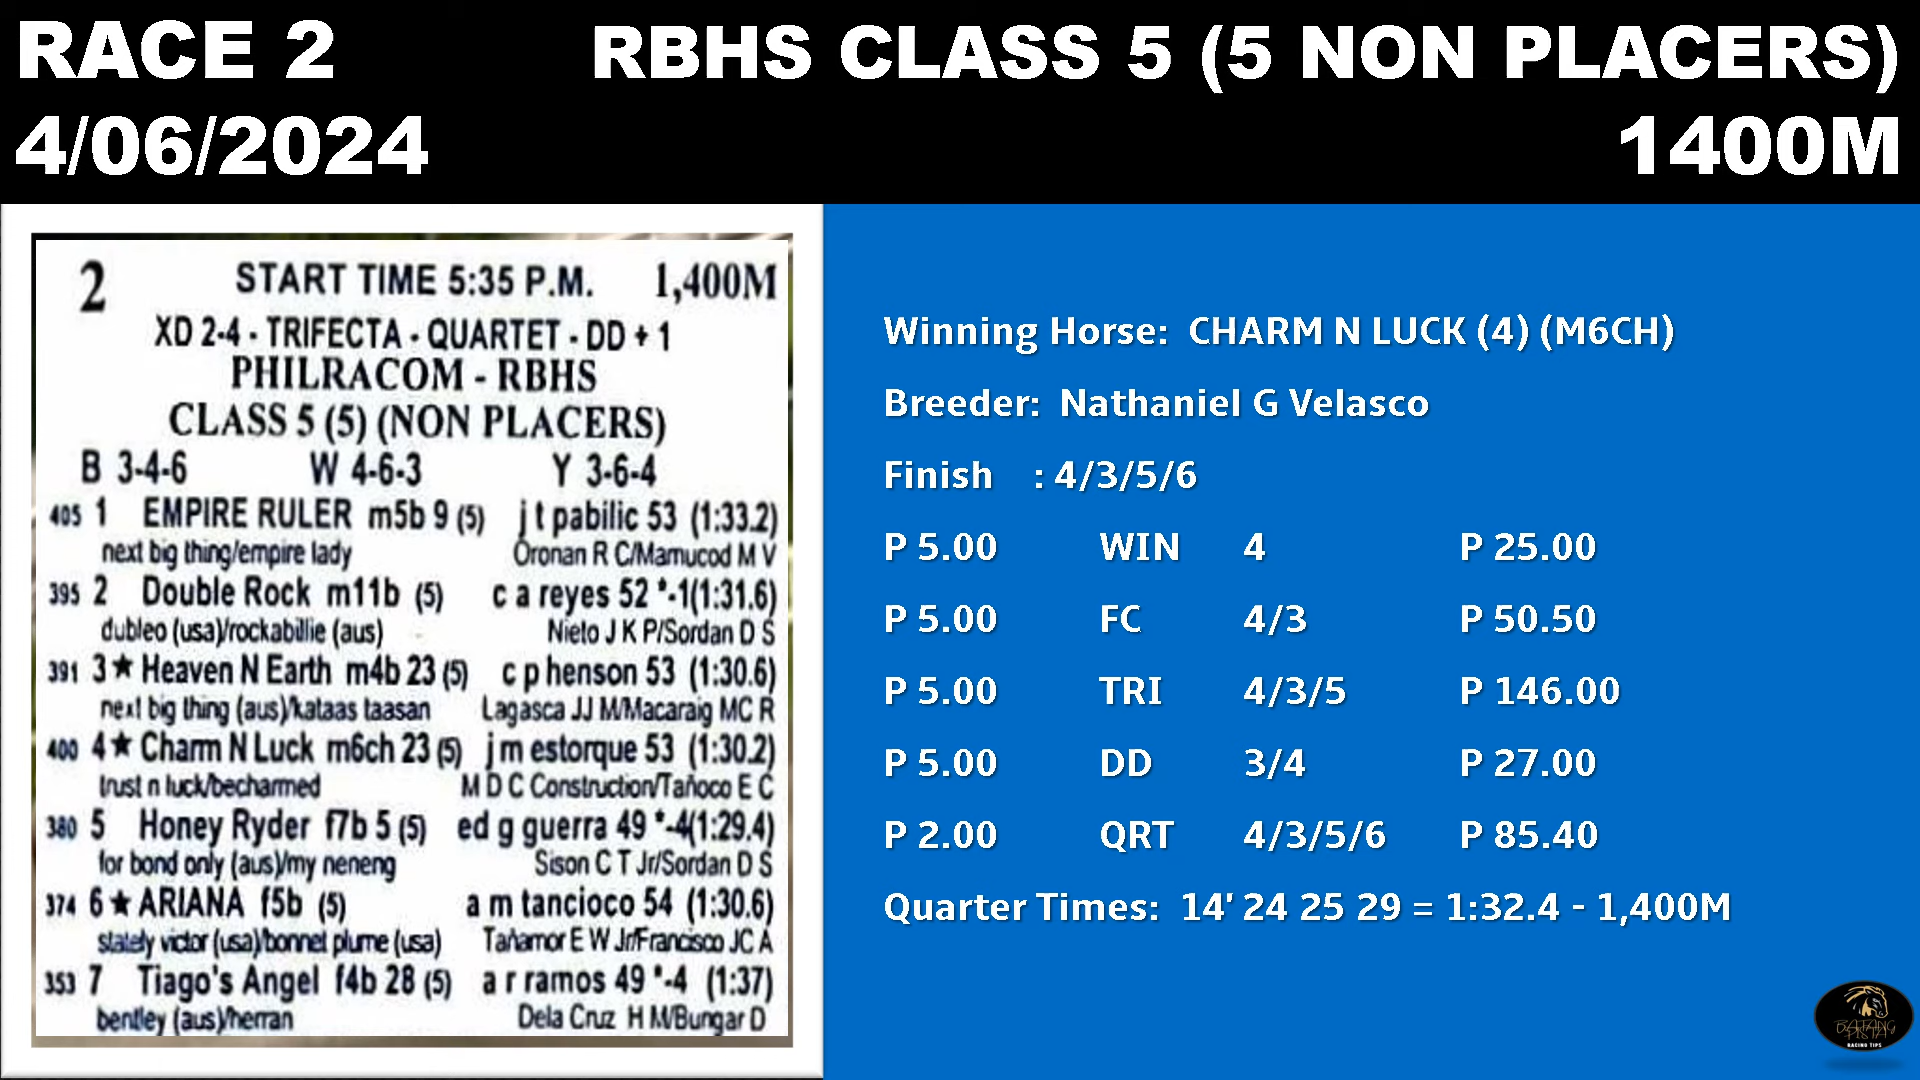 RACE 2
RBHS CLASS 5 (5 NON PLACERS)
4/06/2024
1400M
2 START TIME 5:35 P.M. 1,400M
XD 2-4 - TRIFECTA - QUARTET - DD + 1
PHILRACOM - RBHS
CLASS 5 (5) (NON PLACERS)
B 3-4-6 W 4-6-3 Y 3-6-4
405 1 EMPIRE RULER m5b 9 (5) j t pabilic 53 (1:33.2)
next big thing/empire lady Oronan R C/Mamucod M V
395 2 Double Rock m11b (5) c a reyes 52 *-1(1:31.6)
dubleo (usa)/rockabillie (aus) Nieto J K P/Sordan D S
391 3★ Heaven N Earth m4b 23 (5) c p henson 53 (1:30.6)
next big thing (aus)/kataas taasan Lagasca JJ M/Macaraig MC R
400 4★ Charm N Luck m6ch 23 (5) j m estorque 53 (1:30.2)
trust n luck/becharmed M D C Construction/Tañoco E C
380 5 Honey Ryder f7b 5 (5) ed g guerra 49 *-4(1:29.4)
for bond only (aus)/my neneng Sison C T Jr/Sordan D S
374 6★ ARIANA f5b (5) a m tancioco 54 (1:30.6)
stately victor (usa)/bonnet plume (usa) Tañamor E W Jr/Francisco JC A
353 7 Tiago's Angel f4b 28 (5) a r ramos 49 *-4 (1:37)
bentley (aus)/herran Dela Cruz H M/Bungar D
Winning Horse: CHARM N LUCK (4) (M6CH)
Breeder: Nathaniel G Velasco
Finish : 4/3/5/6
P 5.00 WIN 4 P 25.00
P 5.00 FC 4/3 P 50.50
P 5.00 TRI 4/3/5 P 146.00
P 5.00 DD 3/4 P 27.00
P 2.00 QRT 4/3/5/6 P 85.40
Quarter Times: 14' 24 25 29 = 1:32.4 - 1,400M
BATANG
PISTA
RACING TIPS